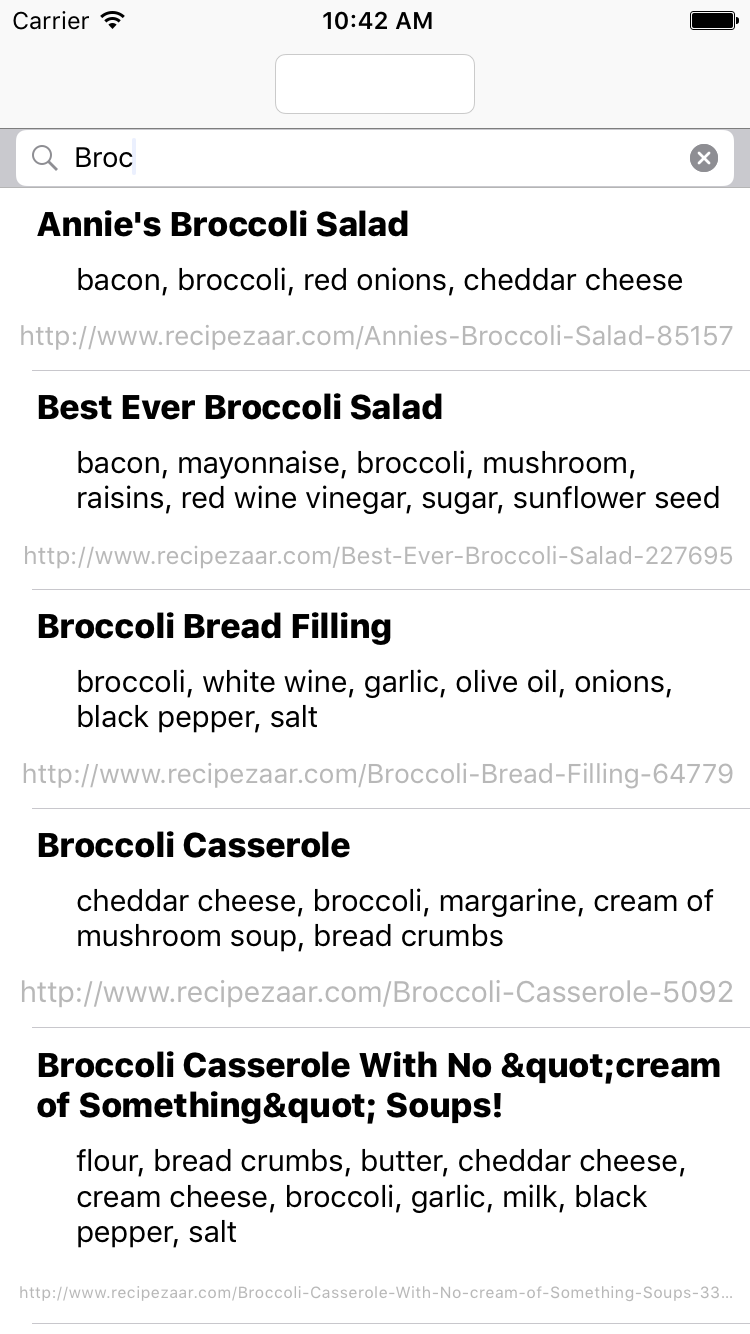 Carrier 10:42 AM
Broc
Annie's Broccoli Salad
bacon, broccoli, red onions, cheddar cheese
http://www.recipezaar.com/Annies-Broccoli-Salad-85157
Best Ever Broccoli Salad
bacon, mayonnaise, broccoli, mushroom,
raisins, red wine vinegar, sugar, sunflower seed
http://www.recipezaar.com/Best-Ever-Broccoli-Salad-227695
Broccoli Bread Filling
broccoli, white wine, garlic, olive oil, onions,
black pepper, salt
http://www.recipezaar.com/Broccoli-Bread-Filling-64779
Broccoli Casserole
cheddar cheese, broccoli, margarine, cream of
mushroom soup, bread crumbs
http://www.recipezaar.com/Broccoli-Casserole-5092
Broccoli Casserole With No &quot;cream
of Something&quot; Soups!
flour, bread crumbs, butter, cheddar cheese,
cream cheese, broccoli, garlic, milk, black
pepper, salt
http://www.recipezaar.com/Broccoli-Casserole-With-No-cream-of-Something-Soups-33...